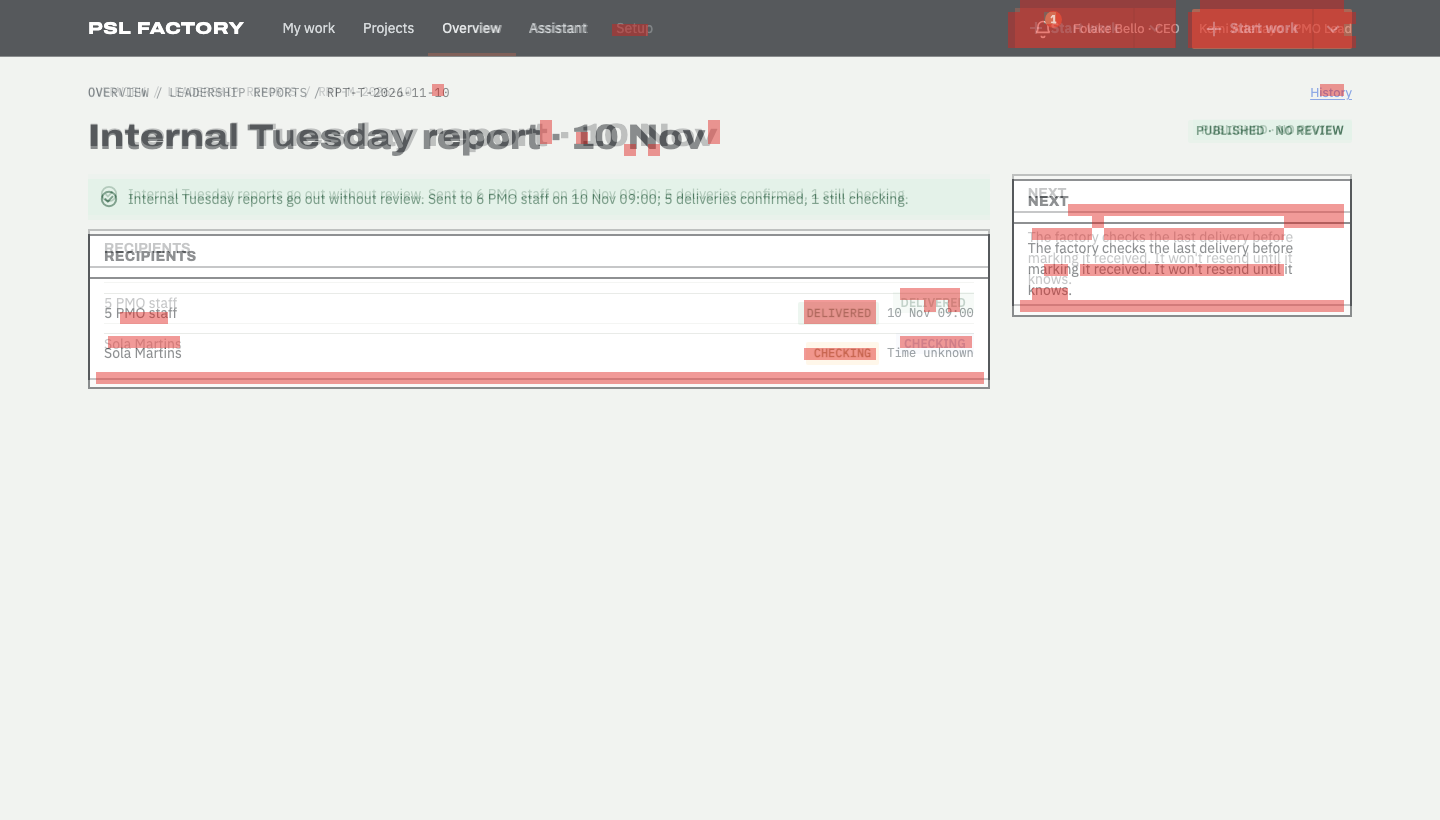 PSL FACTORY My work Projects Overview Assistant Setup 1 Folake Bello · CEO Start work
OVERVIEW / LEADERSHIP REPORTS / RPT-T-2026-11-10 History
Internal Tuesday report · 10 Nov PUBLISHED · NO REVIEW
Internal Tuesday reports go out without review. Sent to 6 PMO staff on 10 Nov 09:00; 5 deliveries confirmed, 1 still checking.
RECIPIENTS
5 PMO staff DELIVERED 10 Nov 09:00
Sola Martins CHECKING Time unknown
NEXT
The factory checks the last delivery before
marking it received. It won't resend until it
knows.